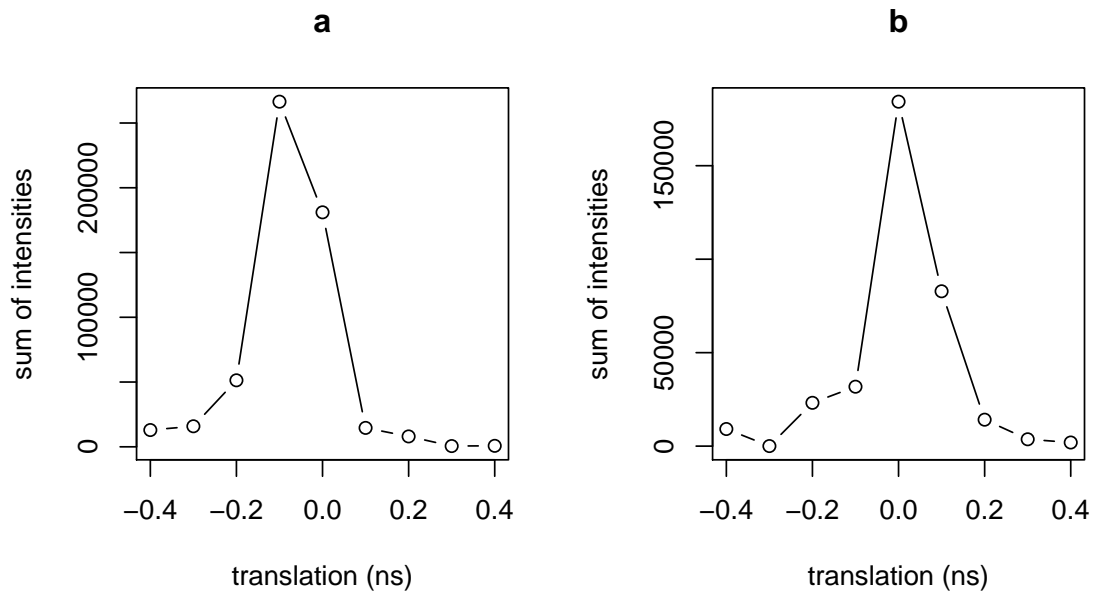 a
sum of intensities
0
100000
200000
−0.4
−0.2
0.0
0.2
0.4
translation (ns)
b
sum of intensities
0
50000
150000
−0.4
−0.2
0.0
0.2
0.4
translation (ns)